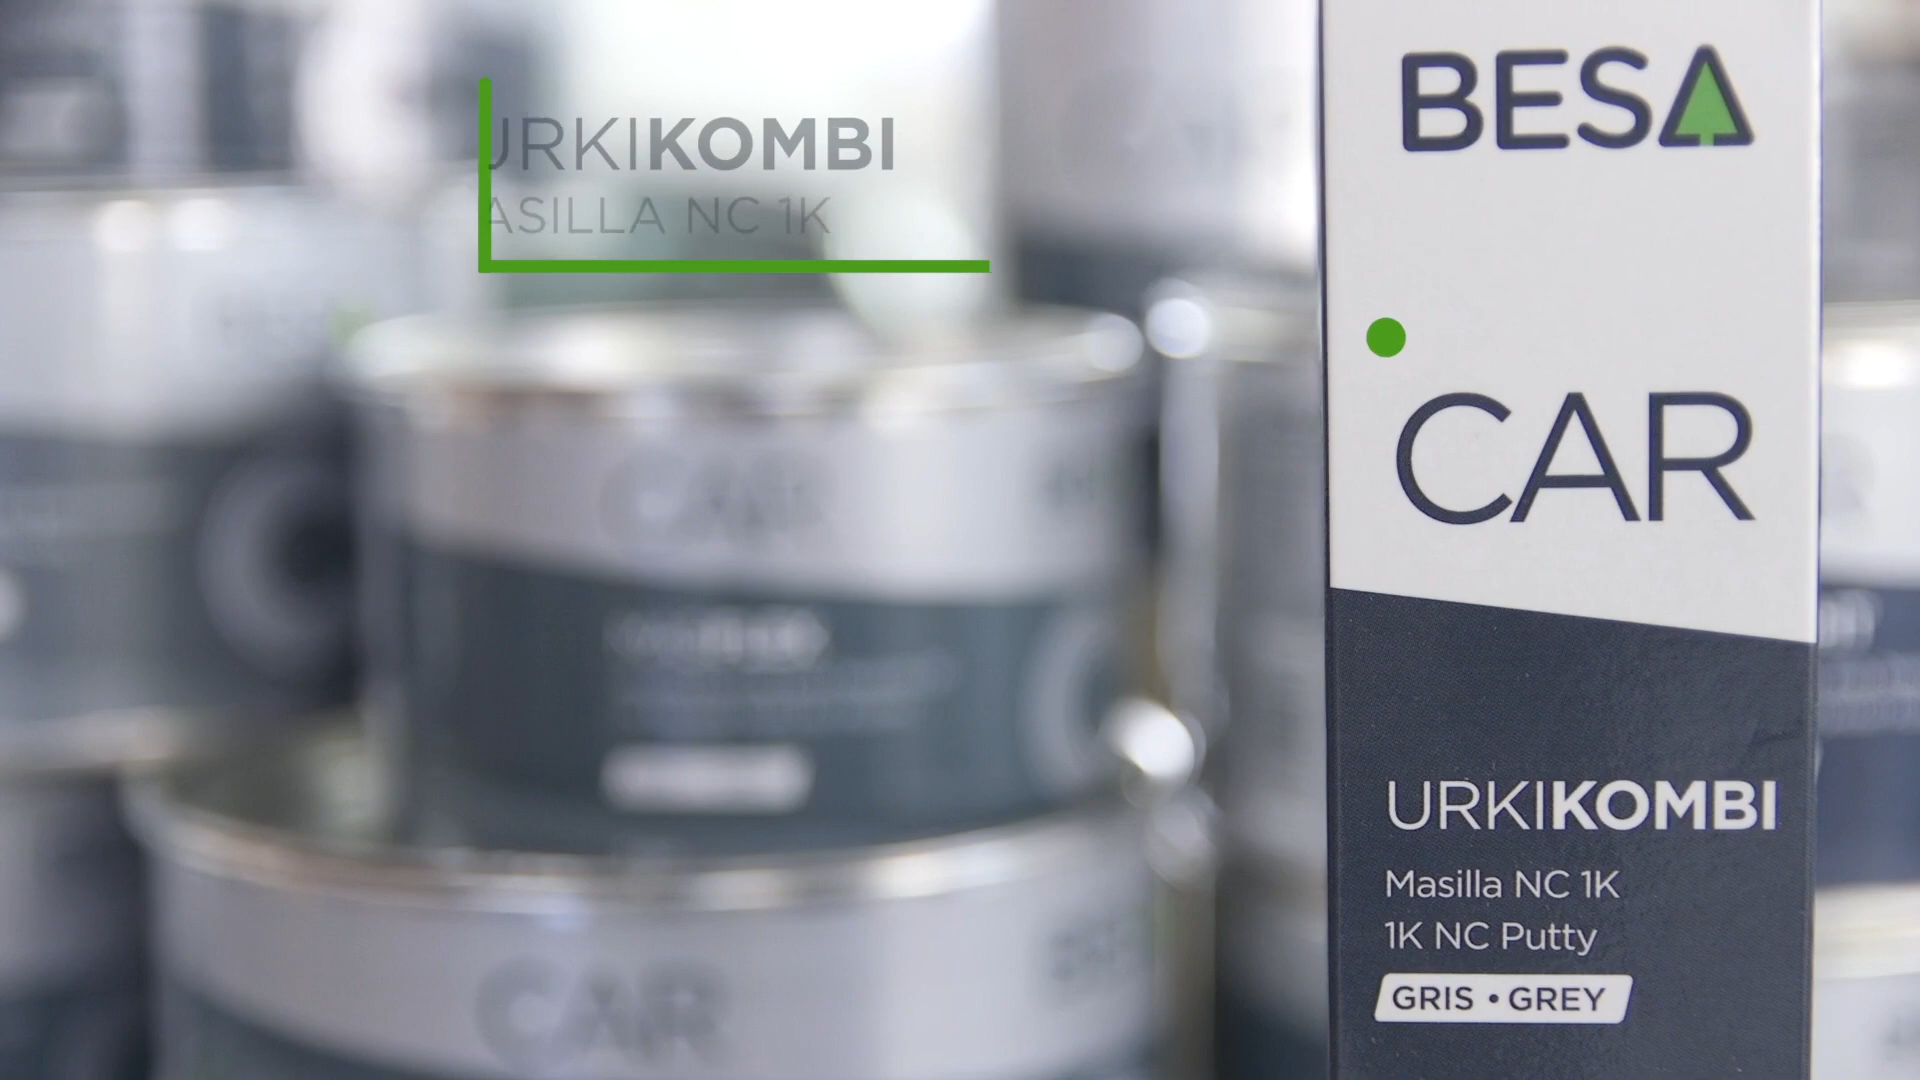 URKIKOMBI
ASILLA NC 1K
BESA
CAR
URKIKOMBI
Masilla NC 1K
1K NC Putty
GRIS • GREY
CAR
CAR